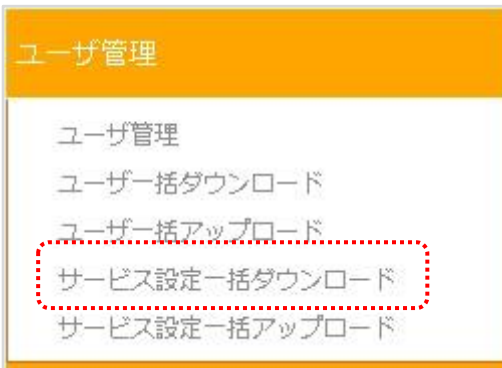 ユーザ管理
ユーザ管理
ユーザ一括ダウンロード
ユーザ一括アップロード
サービス設定一括ダウンロード
サービス設定一括アップロード